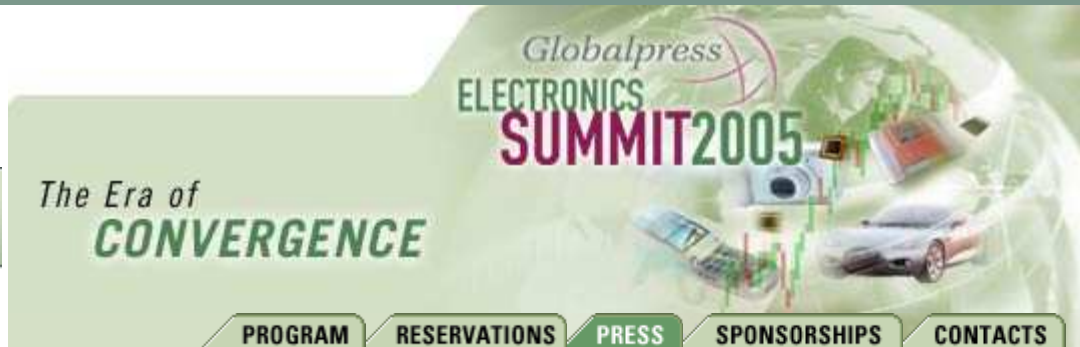 Globalpress
ELECTRONICS
SUMMIT2005
The Era of
CONVERGENCE
PROGRAM RESERVATIONS PRESS SPONSORSHIPS CONTACTS